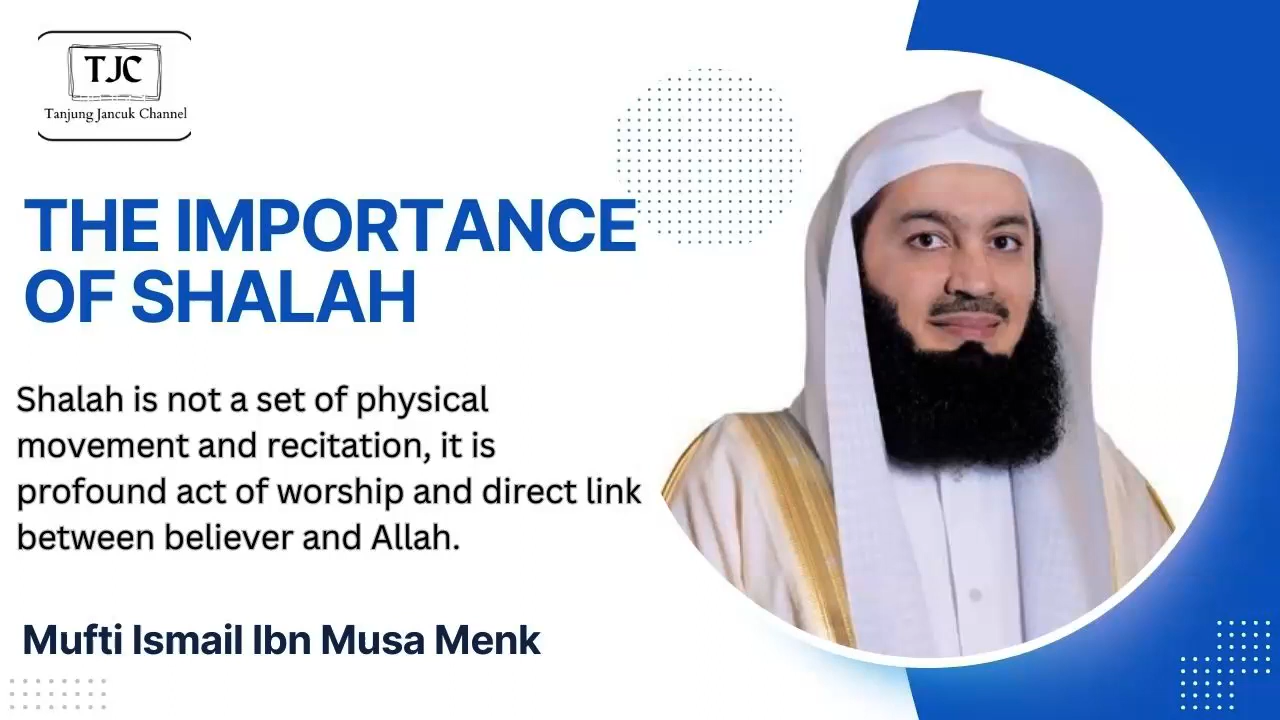 TJC
Tanjung Jancuk Channel
THE IMPORTANCE
OF SHALAH
Shalah is not a set of physical
movement and recitation, it is
profound act of worship and direct link
between believer and Allah.
Mufti Ismail Ibn Musa Menk